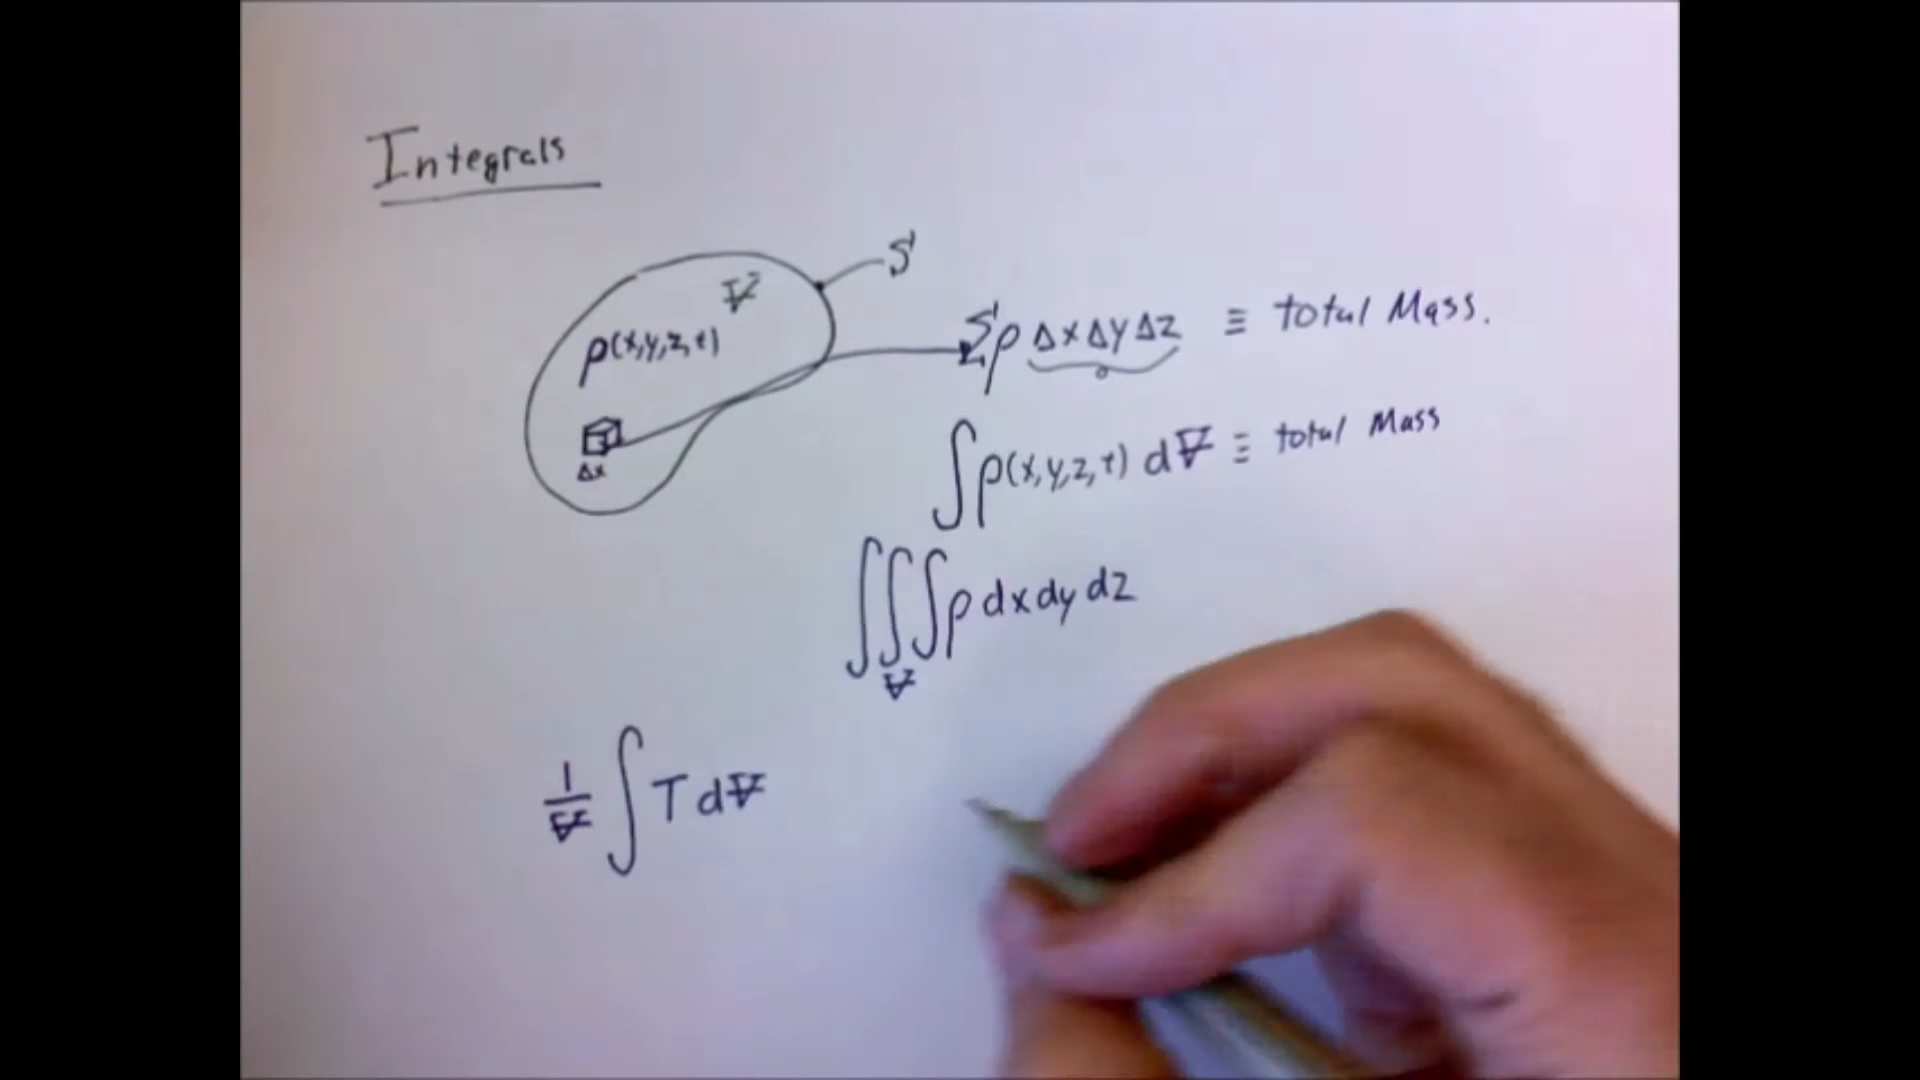 Integrals
S
V̶
ρ(x,y,z,t)
Σρ ΔxΔyΔz ≡ total Mass.
Δx
∫ρ(x,y,z,t) dV̶ ≡ total Mass
∫∫∫ρ dx dy dz
V̶
1/V̶ ∫ T dV̶